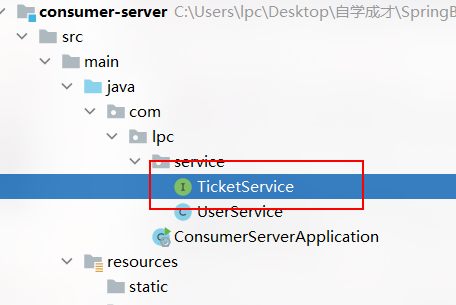 consumer-server C:\Users\lpc\Desktop\自学成才\SpringB
src
main
java
com
lpc
service
I TicketService
C UserService
ConsumerServerApplication
resources
static